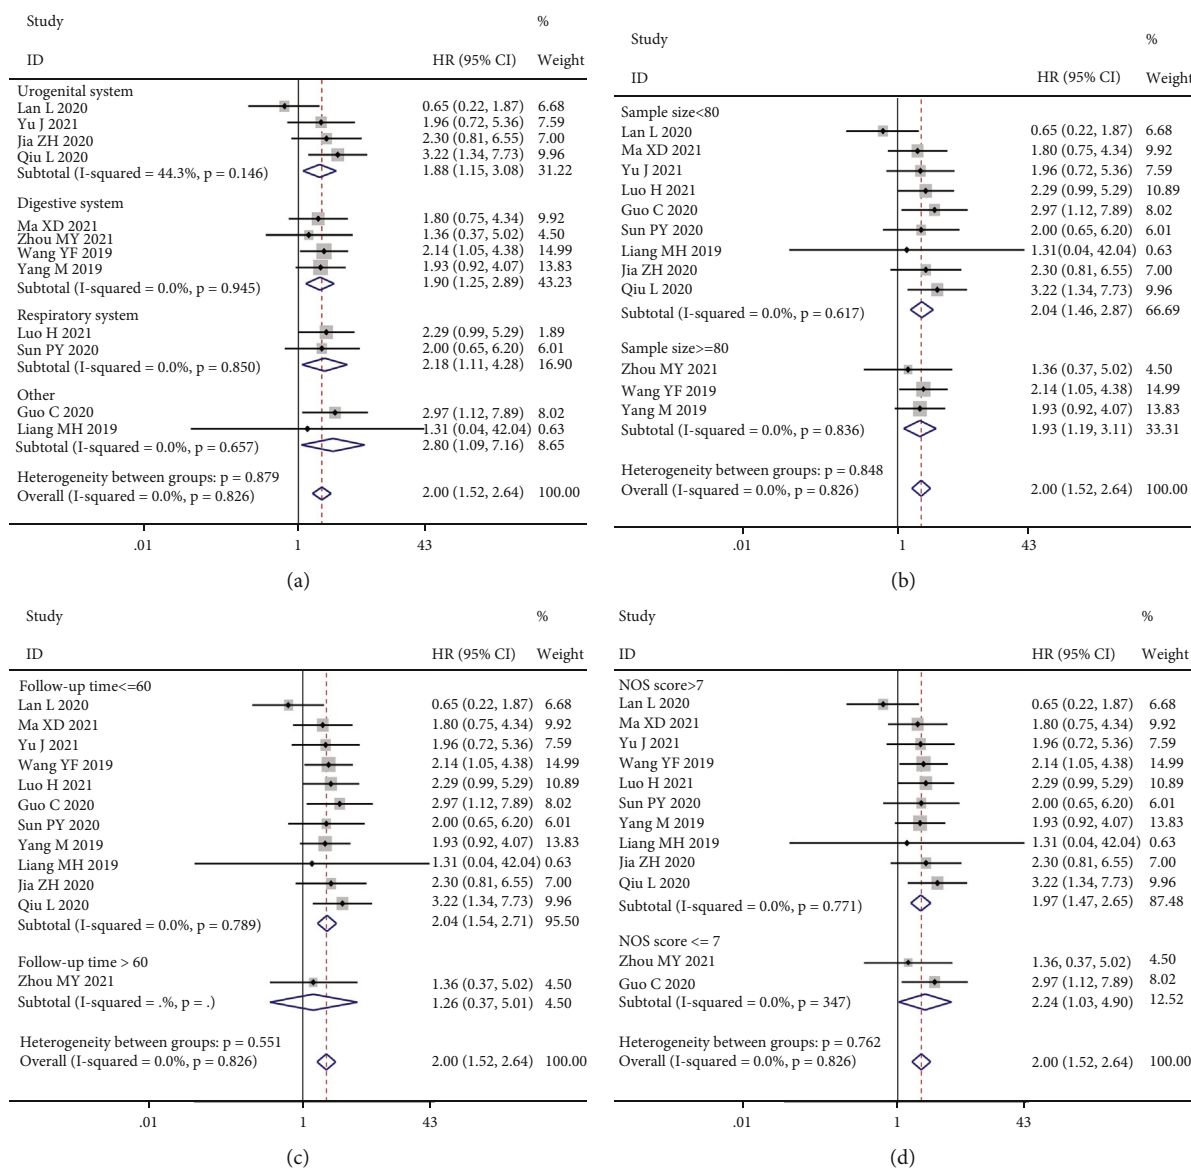 Study %
ID HR (95% CI) Weight
Urogenital system
Lan L 2020 0.65 (0.22, 1.87) 6.68
Yu J 2021 1.96 (0.72, 5.36) 7.59
Jia ZH 2020 2.30 (0.81, 6.55) 7.00
Qiu L 2020 3.22 (1.34, 7.73) 9.96
Subtotal (I-squared = 44.3%, p = 0.146) 1.88 (1.15, 3.08) 31.22
Digestive system
Ma XD 2021 1.80 (0.75, 4.34) 9.92
Zhou MY 2021 1.36 (0.37, 5.02) 4.50
Wang YF 2019 2.14 (1.05, 4.38) 14.99
Yang M 2019 1.93 (0.92, 4.07) 13.83
Subtotal (I-squared = 0.0%, p = 0.945) 1.90 (1.25, 2.89) 43.23
Respiratory system
Luo H 2021 2.29 (0.99, 5.29) 1.89
Sun PY 2020 2.00 (0.65, 6.20) 6.01
Subtotal (I-squared = 0.0%, p = 0.850) 2.18 (1.11, 4.28) 16.90
Other
Guo C 2020 2.97 (1.12, 7.89) 8.02
Liang MH 2019 1.31 (0.04, 42.04) 0.63
Subtotal (I-squared = 0.0%, p = 0.657) 2.80 (1.09, 7.16) 8.65
Heterogeneity between groups: p = 0.879
Overall (I-squared = 0.0%, p = 0.826) 2.00 (1.52, 2.64) 100.00
.01 1 43
(a)
Study %
ID HR (95% CI) Weight
Sample size<80
Lan L 2020 0.65 (0.22, 1.87) 6.68
Ma XD 2021 1.80 (0.75, 4.34) 9.92
Yu J 2021 1.96 (0.72, 5.36) 7.59
Luo H 2021 2.29 (0.99, 5.29) 10.89
Guo C 2020 2.97 (1.12, 7.89) 8.02
Sun PY 2020 2.00 (0.65, 6.20) 6.01
Liang MH 2019 1.31(0.04, 42.04) 0.63
Jia ZH 2020 2.30 (0.81, 6.55) 7.00
Qiu L 2020 3.22 (1.34, 7.73) 9.96
Subtotal (I-squared = 0.0%, p = 0.617) 2.04 (1.46, 2.87) 66.69
Sample size>=80
Zhou MY 2021 1.36 (0.37, 5.02) 4.50
Wang YF 2019 2.14 (1.05, 4.38) 14.99
Yang M 2019 1.93 (0.92, 4.07) 13.83
Subtotal (I-squared = 0.0%, p = 0.836) 1.93 (1.19, 3.11) 33.31
Heterogeneity between groups: p = 0.848
Overall (I-squared = 0.0%, p = 0.826) 2.00 (1.52, 2.64) 100.00
.01 1 43
(b)
Study %
ID HR (95% CI) Weight
Follow-up time<=60
Lan L 2020 0.65 (0.22, 1.87) 6.68
Ma XD 2021 1.80 (0.75, 4.34) 9.92
Yu J 2021 1.96 (0.72, 5.36) 7.59
Wang YF 2019 2.14 (1.05, 4.38) 14.99
Luo H 2021 2.29 (0.99, 5.29) 10.89
Guo C 2020 2.97 (1.12, 7.89) 8.02
Sun PY 2020 2.00 (0.65, 6.20) 6.01
Yang M 2019 1.93 (0.92, 4.07) 13.83
Liang MH 2019 1.31 (0.04, 42.04) 0.63
Jia ZH 2020 2.30 (0.81, 6.55) 7.00
Qiu L 2020 3.22 (1.34, 7.73) 9.96
Subtotal (I-squared = 0.0%, p = 0.789) 2.04 (1.54, 2.71) 95.50
Follow-up time > 60
Zhou MY 2021 1.36 (0.37, 5.02) 4.50
Subtotal (I-squared = .%, p = .) 1.26 (0.37, 5.01) 4.50
Heterogeneity between groups: p = 0.551
Overall (I-squared = 0.0%, p = 0.826) 2.00 (1.52, 2.64) 100.00
.01 1 43
(c)
Study %
ID HR (95% CI) Weight
NOS score>7
Lan L 2020 0.65 (0.22, 1.87) 6.68
Ma XD 2021 1.80 (0.75, 4.34) 9.92
Yu J 2021 1.96 (0.72, 5.36) 7.59
Wang YF 2019 2.14 (1.05, 4.38) 14.99
Luo H 2021 2.29 (0.99, 5.29) 10.89
Sun PY 2020 2.00 (0.65, 6.20) 6.01
Yang M 2019 1.93 (0.92, 4.07) 13.83
Liang MH 2019 1.31 (0.04, 42.04) 0.63
Jia ZH 2020 2.30 (0.81, 6.55) 7.00
Qiu L 2020 3.22 (1.34, 7.73) 9.96
Subtotal (I-squared = 0.0%, p = 0.771) 1.97 (1.47, 2.65) 87.48
NOS score <= 7
Zhou MY 2021 1.36, 0.37, 5.02) 4.50
Guo C 2020 2.97 (1.12, 7.89) 8.02
Subtotal (I-squared = 0.0%, p = 347) 2.24 (1.03, 4.90) 12.52
Heterogeneity between groups: p = 0.762
Overall (I-squared = 0.0%, p = 0.826) 2.00 (1.52, 2.64) 100.00
.01 1 43
(d)